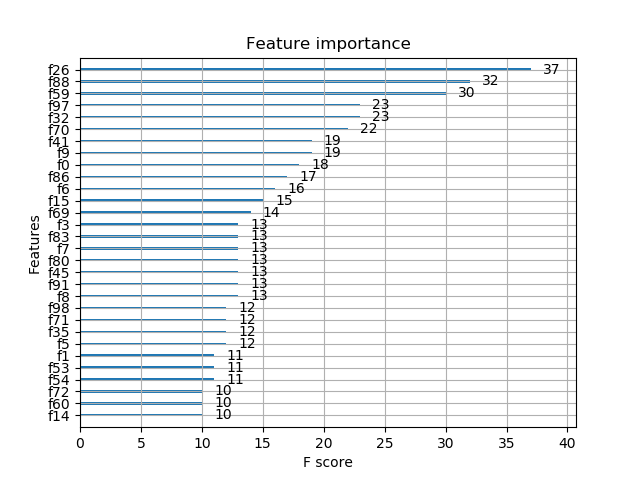 Feature importance
f26 37
f88 32
f59 30
f97 23
f32 23
f70 22
f41 19
f9 19
f0 18
f86 17
f6 16
f15 15
f69 14
f3 13
f83 13
f7 13
f80 13
f45 13
f91 13
f8 13
f98 12
f71 12
f35 12
f5 12
f1 11
f53 11
f54 11
f72 10
f60 10
f14 10
Features
0 5 10 15 20 25 30 35 40
F score